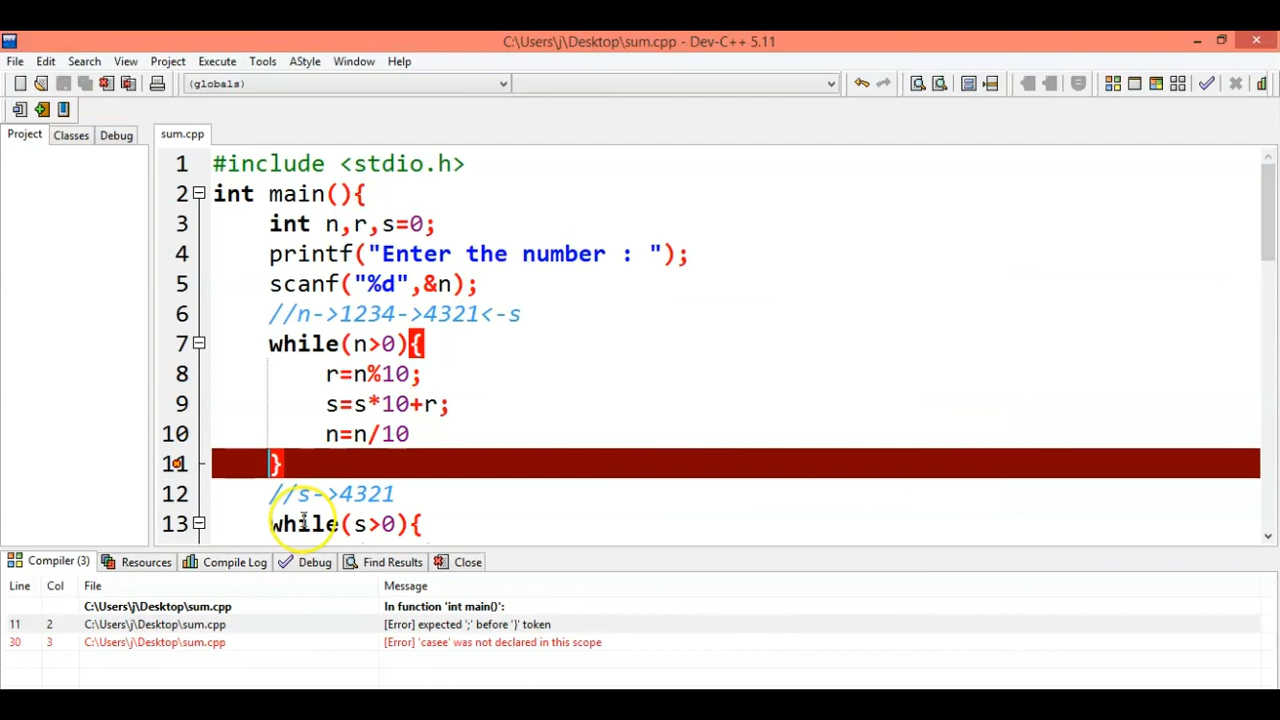 C:\Users\j\Desktop\sum.cpp - Dev-C++ 5.11
File Edit Search View Project Execute Tools AStyle Window Help
(globals)
Project Classes Debug
sum.cpp
1 #include <stdio.h>
2 int main(){
3 int n,r,s=0;
4 printf("Enter the number : ");
5 scanf("%d",&n);
6 //n->1234->4321<-s
7 while(n>0){
8 r=n%10;
9 s=s*10+r;
10 n=n/10
11 }
12 //s->4321
13 while(s>0){
Compiler (3) Resources Compile Log Debug Find Results Close
Line Col File Message
C:\Users\j\Desktop\sum.cpp In function 'int main()':
11 2 C:\Users\j\Desktop\sum.cpp [Error] expected ';' before '}' token
30 3 C:\Users\j\Desktop\sum.cpp [Error] 'casee' was not declared in this scope